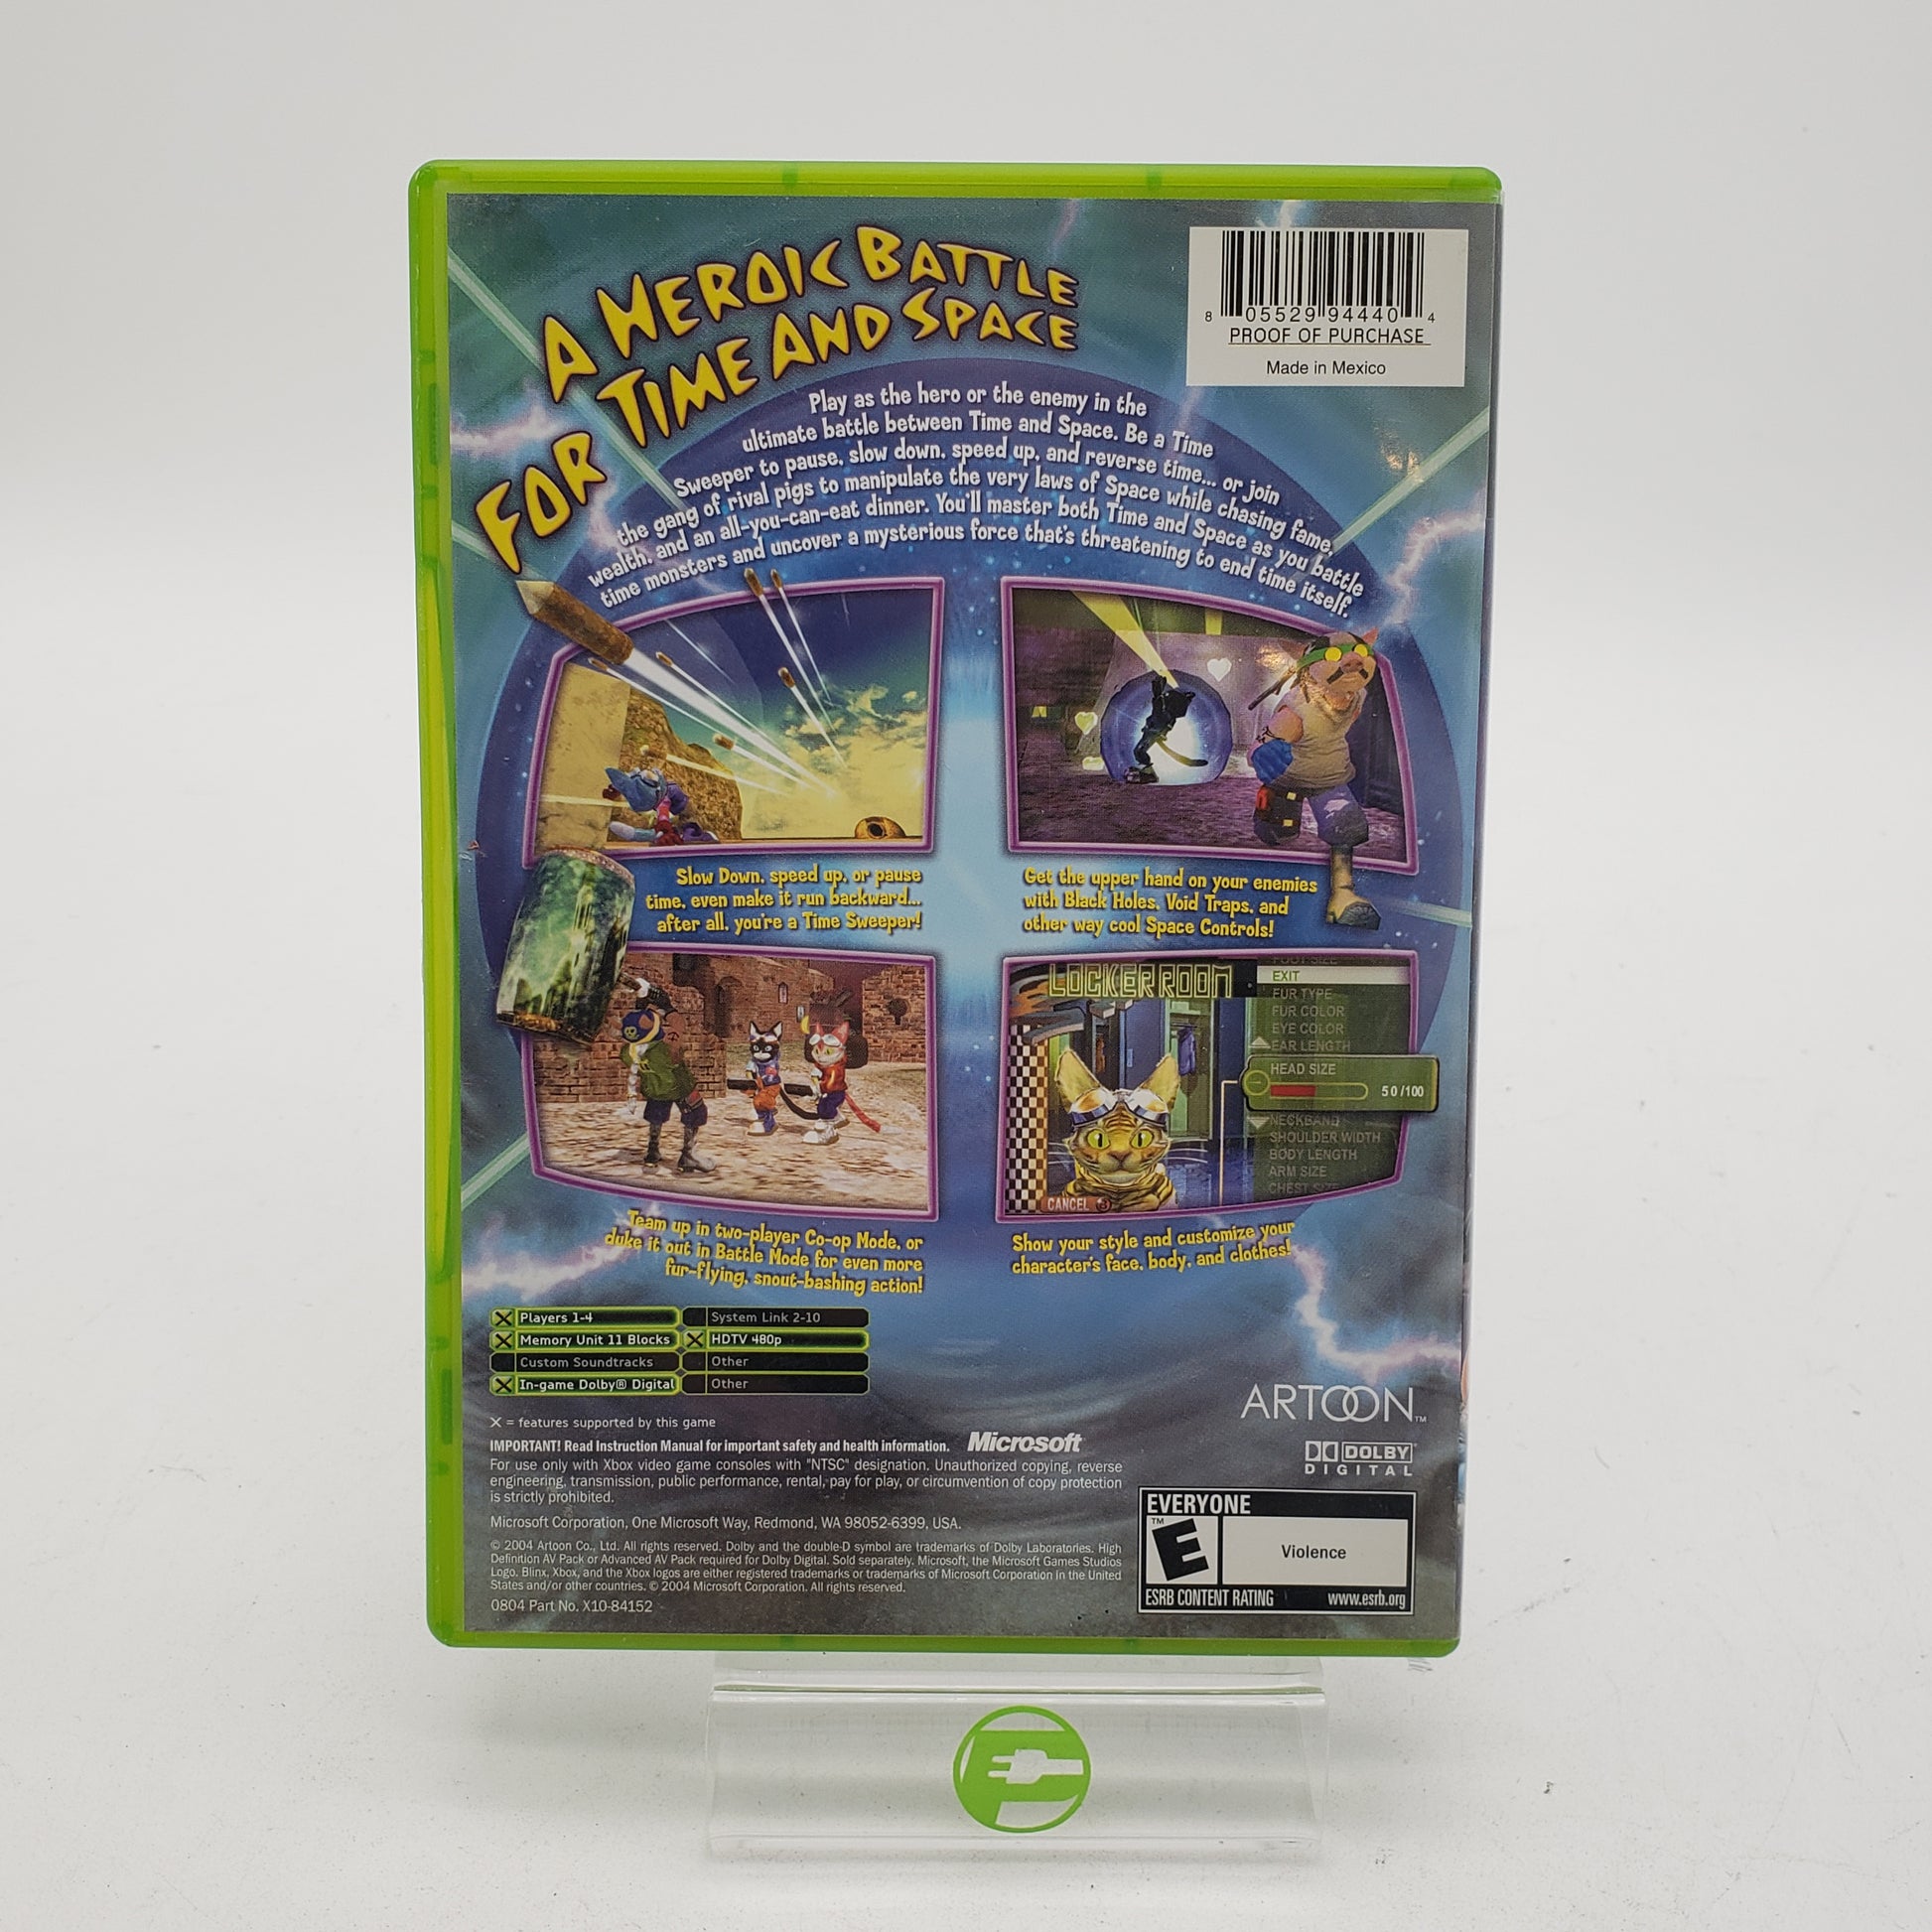 A HEROIC BATTLE
FOR TIME AND SPACE
8 05529 94440 4
PROOF OF PURCHASE
Made in Mexico
Play as the hero or the enemy in the
ultimate battle between Time and Space. Be a Time
Sweeper to pause, slow down, speed up, and reverse time... or join
the gang of rival pigs to manipulate the very laws of Space while chasing fame,
wealth, and an all-you-can-eat dinner. You'll master both Time and Space as you battle
time monsters and uncover a mysterious force that's threatening to end time itself.
Slow Down, speed up, or pause
time, even make it run backward...
after all, you're a Time Sweeper!
Get the upper hand on your enemies
with Black Holes, Void Traps, and
other way cool Space Controls!
LOCKER ROOM
FOOT SIZE
EXIT
FUR TYPE
FUR COLOR
EYE COLOR
EAR LENGTH
HEAD SIZE
50/100
NECKBAND
SHOULDER WIDTH
BODY LENGTH
ARM SIZE
CHEST SIZE
CANCEL
Team up in two-player Co-op Mode, or
duke it out in Battle Mode for even more
fur-flying, snout-bashing action!
Show your style and customize your
character's face, body, and clothes!
X Players 1-4
System Link 2-10
X Memory Unit 11 Blocks
X HDTV 480p
Custom Soundtracks
Other
X In-game Dolby® Digital
Other
X = features supported by this game
IMPORTANT! Read Instruction Manual for important safety and health information. Microsoft
For use only with Xbox video game consoles with "NTSC" designation. Unauthorized copying, reverse
engineering, transmission, public performance, rental, pay for play, or circumvention of copy protection
is strictly prohibited.
Microsoft Corporation, One Microsoft Way, Redmond, WA 98052-6399, USA.
© 2004 Artoon Co., Ltd. All rights reserved. Dolby and the double-D symbol are trademarks of Dolby Laboratories. High
Definition AV Pack or Advanced AV Pack required for Dolby Digital. Sold separately. Microsoft, the Microsoft Games Studios
Logo, Blinx, Xbox, and the Xbox logos are either registered trademarks or trademarks of Microsoft Corporation in the United
States and/or other countries. © 2004 Microsoft Corporation. All rights reserved.
0804 Part No. X10-84152
ARTOON™
DOLBY
DIGITAL
EVERYONE
E™
Violence
ESRB CONTENT RATING www.esrb.org